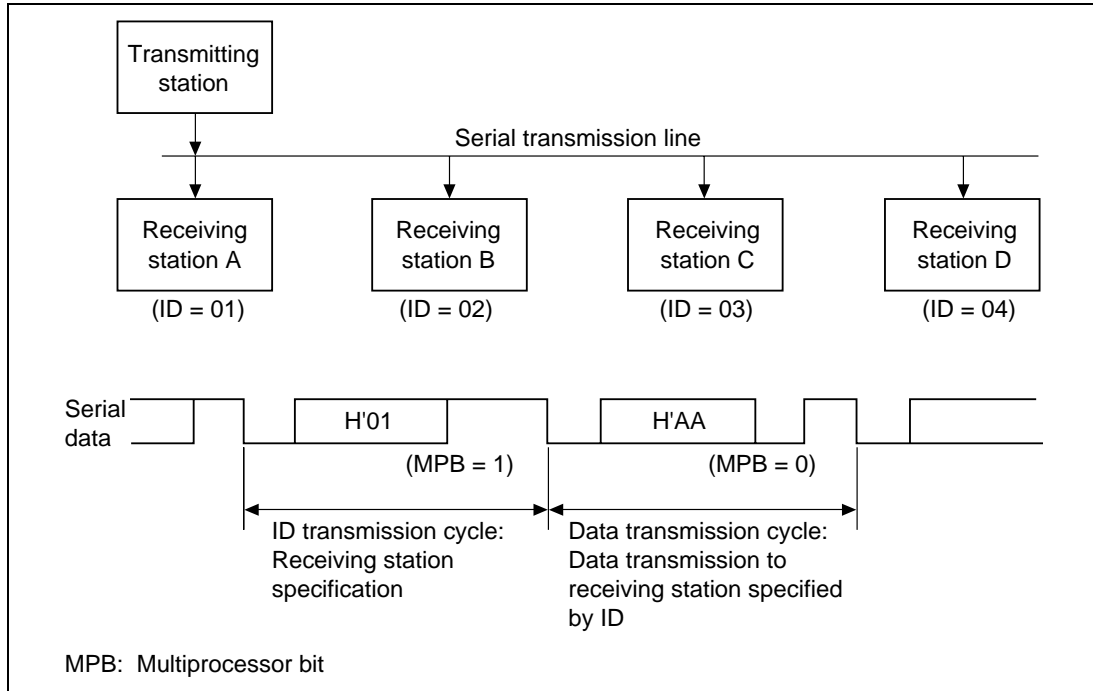 Transmitting
station
Serial transmission line
Receiving
station A
(ID = 01)
Receiving
station B
(ID = 02)
Receiving
station C
(ID = 03)
Receiving
station D
(ID = 04)
Serial
data
H'01
H'AA
(MPB = 1)
(MPB = 0)
ID transmission cycle:
Receiving station
specification
Data transmission cycle:
Data transmission to
receiving station specified
by ID
MPB: Multiprocessor bit